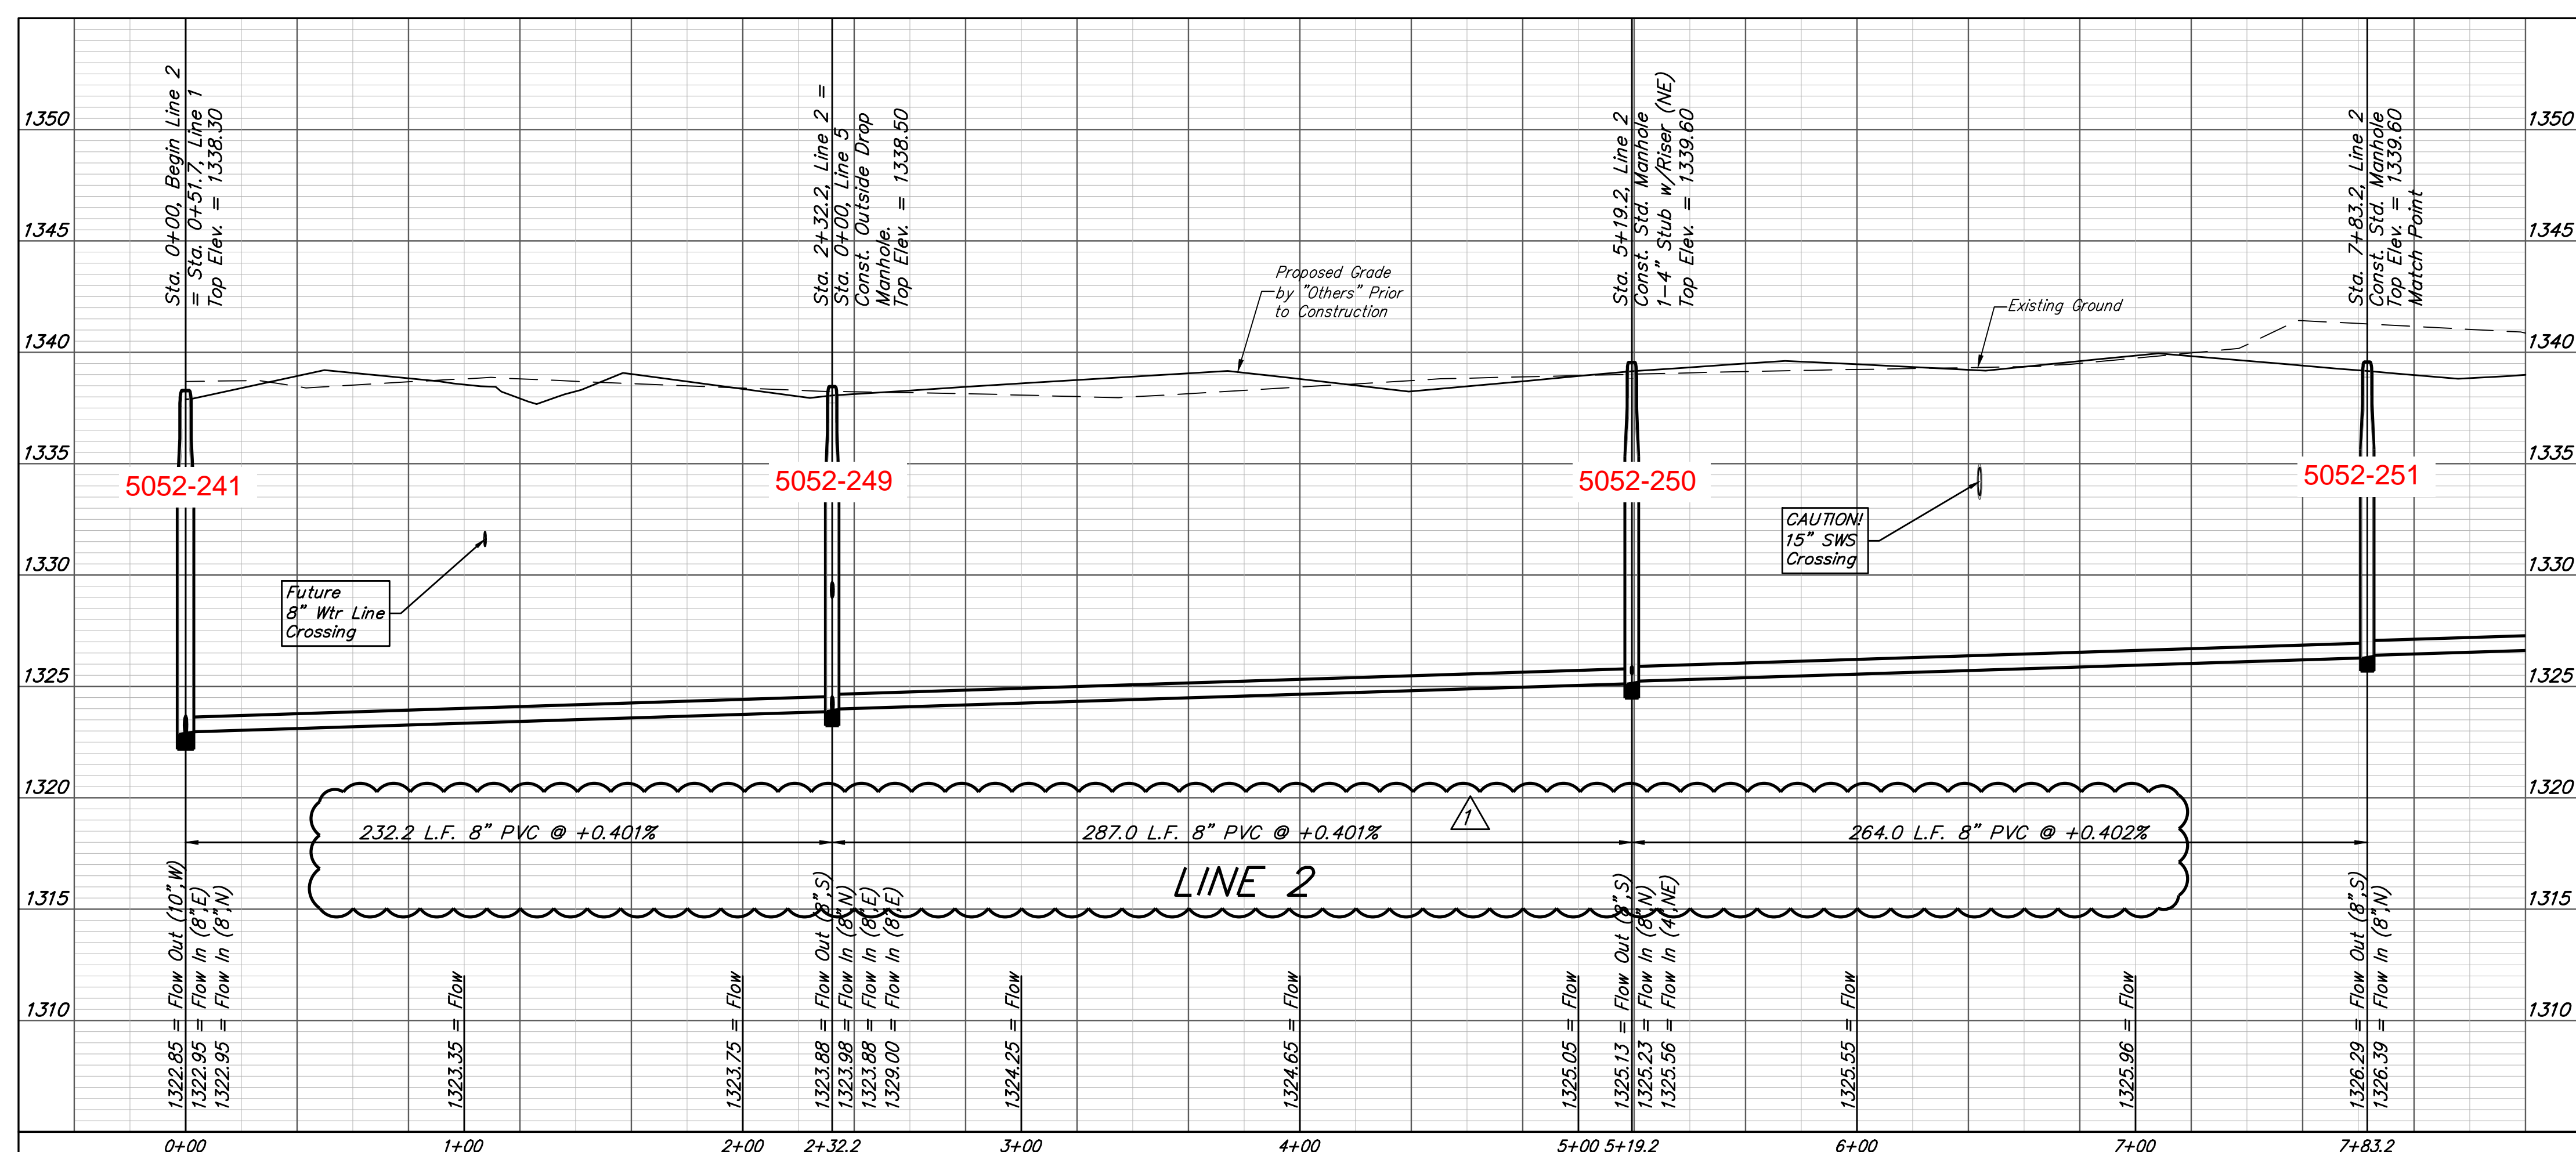 Sta. 0+00, Begin Line 2
= Sta. 0+51.7, Line 1
Top Elev. = 1338.30
Sta. 2+32.2, Line 2 =
Sta. 0+00, Line 5
Const. Outside Drop
Manhole.
Top Elev. = 1338.50
Sta. 5+19.2, Line 2
Const. Std. Manhole
1-4" Stub w/Riser (NE)
Top Elev. = 1339.60
Sta. 7+83.2, Line 2
Const. Std. Manhole
Top Elev. = 1339.60
Match Point
1350
1345
1340
1335
1330
1325
1320
1315
1310
1350
1345
1340
1335
1330
1325
1320
1315
1310
Proposed Grade
by "Others" Prior
to Construction
Existing Ground
5052-241
5052-249
5052-250
5052-251
Future
8" Wtr Line
Crossing
CAUTION!
15" SWS
Crossing
232.2 L.F. 8" PVC @ +0.401%
287.0 L.F. 8" PVC @ +0.401%
1
264.0 L.F. 8" PVC @ +0.402%
LINE 2
1322.85 = Flow Out (10",W)
1322.95 = Flow In (8",E)
1322.95 = Flow In (8",N)
1323.35 = Flow
1323.75 = Flow
1323.88 = Flow Out (8",S)
1323.98 = Flow In (8",N)
1323.88 = Flow In (8",E)
1329.00 = Flow In (8",E)
1324.25 = Flow
1324.65 = Flow
1325.05 = Flow
1325.13 = Flow Out (8",S)
1325.23 = Flow In (8",N)
1325.56 = Flow In (4",NE)
1325.55 = Flow
1325.96 = Flow
1326.29 = Flow Out (8",S)
1326.39 = Flow In (8",N)
0+00
1+00
2+00
2+32.2
3+00
4+00
5+00
5+19.2
6+00
7+00
7+83.2